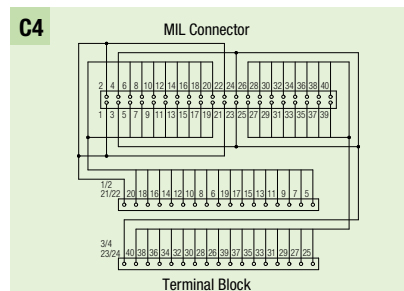 C4
MIL Connector
2 4 6 8 10 12 14 16 18 20 22 24 26 28 30 32 34 36 38 40
1 3 5 7 9 11 13 15 17 19 21 23 25 27 29 31 33 35 37 39
1/2
21/22 20 18 16 14 12 10 8 6 19 17 15 13 11 9 7 5
3/4
23/24 40 38 36 34 32 30 28 26 39 37 35 33 31 29 27 25
Terminal Block